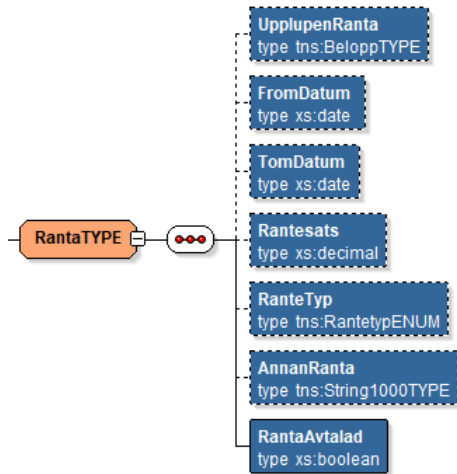 UpplupenRanta
type tns:BeloppTYPE
FromDatum
type xs:date
TomDatum
type xs:date
RantaTYPE
Rantesats
type xs:decimal
RanteTyp
type tns:RantetypENUM
AnnanRanta
type tns:String1000TYPE
RantaAvtalad
type xs:boolean